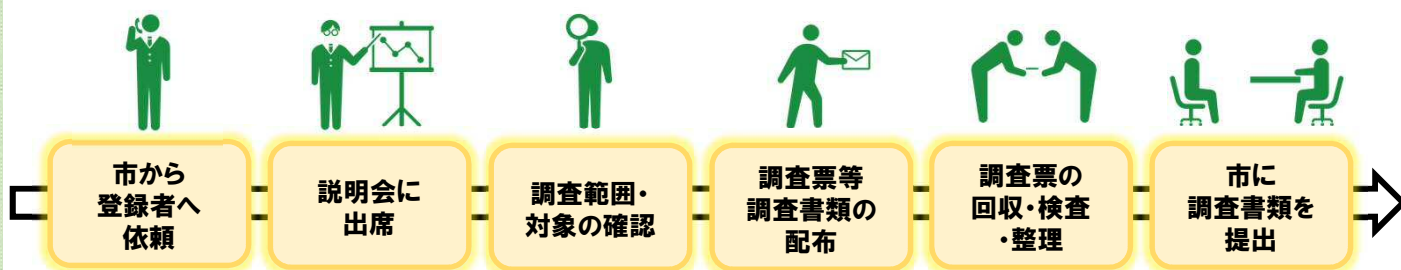 市から
登録者へ
依頼
説明会に
出席
調査範囲・
対象の確認
調査票等
調査書類の
配布
調査票の
回収・検査
・整理
市に
調査書類を
提出